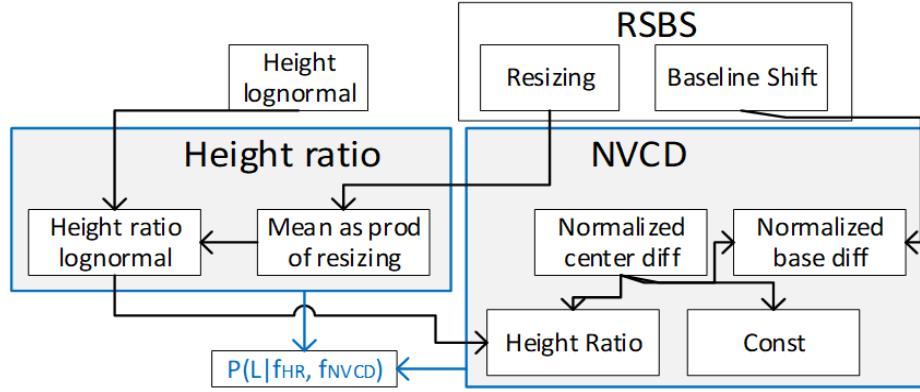 RSBS
Height
lognormal
Resizing
Baseline Shift
Height ratio
NVCD
Height ratio
lognormal
Mean as prod
of resizing
Normalized
center diff
Normalized
base diff
Height Ratio
Const
P(L|fHR, fNVCD)